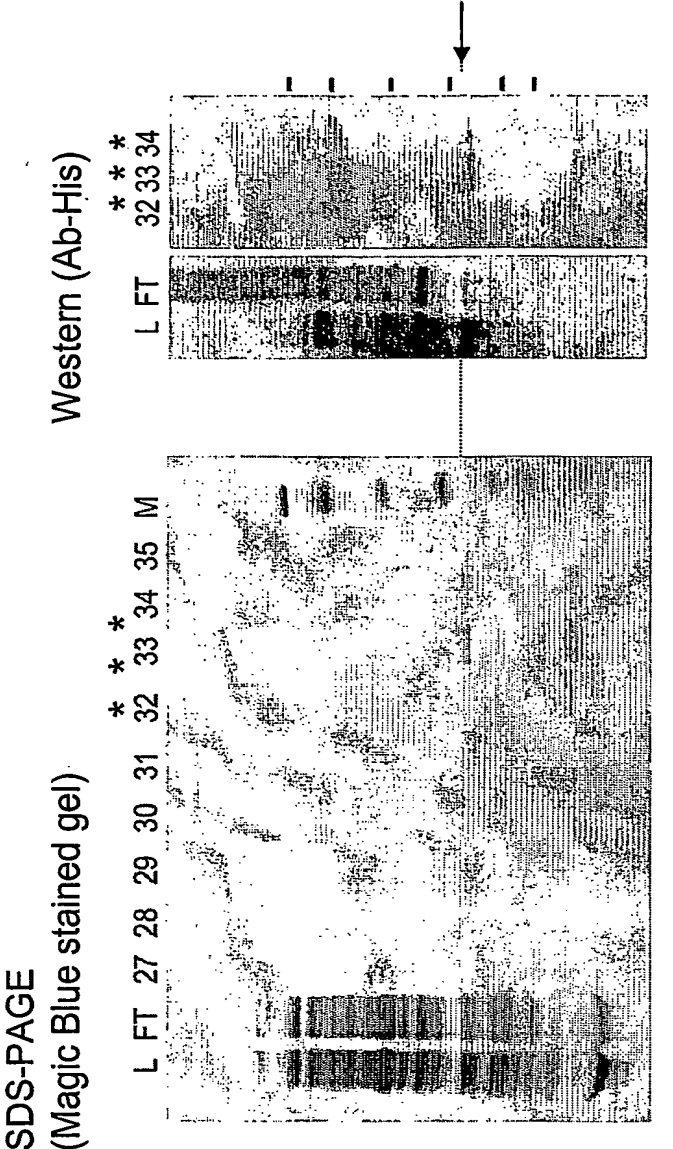 SDS-PAGE
(Magic Blue stained gel)
* * *
L FT 27 28 29 30 31 32 33 34 35 M
Western (Ab-His)
* * *
L FT 32 33 34